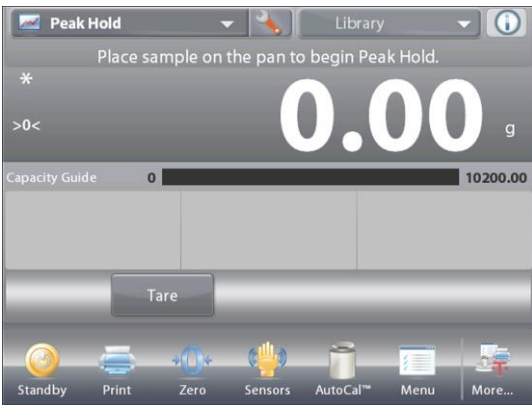 Peak Hold Library
Place sample on the pan to begin Peak Hold.
*
>0< 0.00 g
Capacity Guide 0 10200.00
Tare
0
Standby Print Zero Sensors AutoCal™ Menu More...